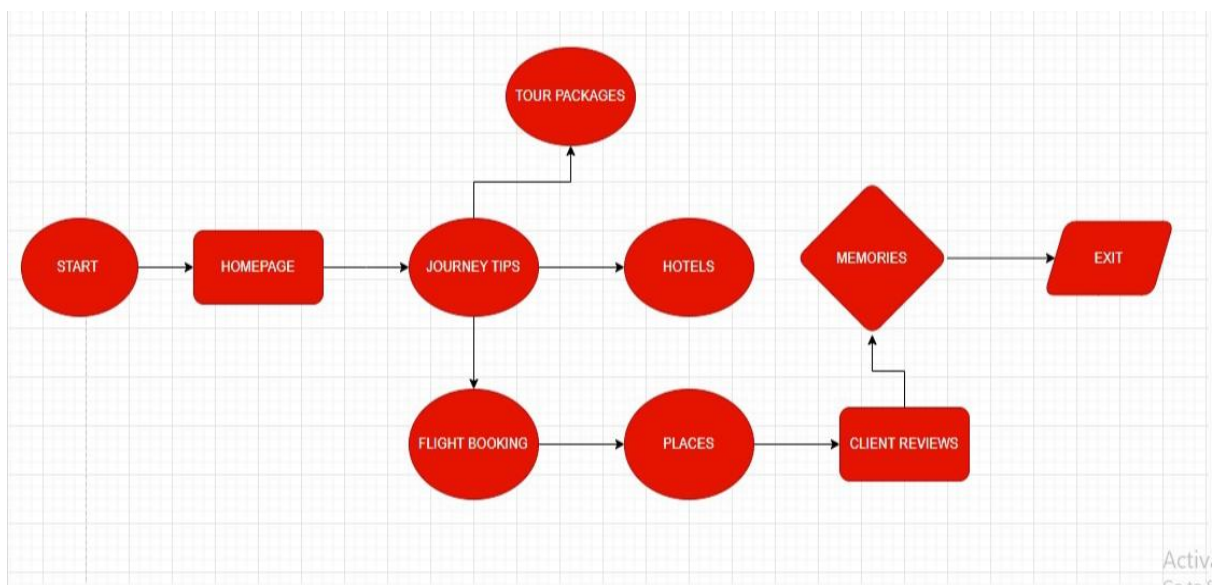 TOUR PACKAGES
START
HOMEPAGE
JOURNEY TIPS
HOTELS
MEMORIES
EXIT
FLIGHT BOOKING
PLACES
CLIENT REVIEWS